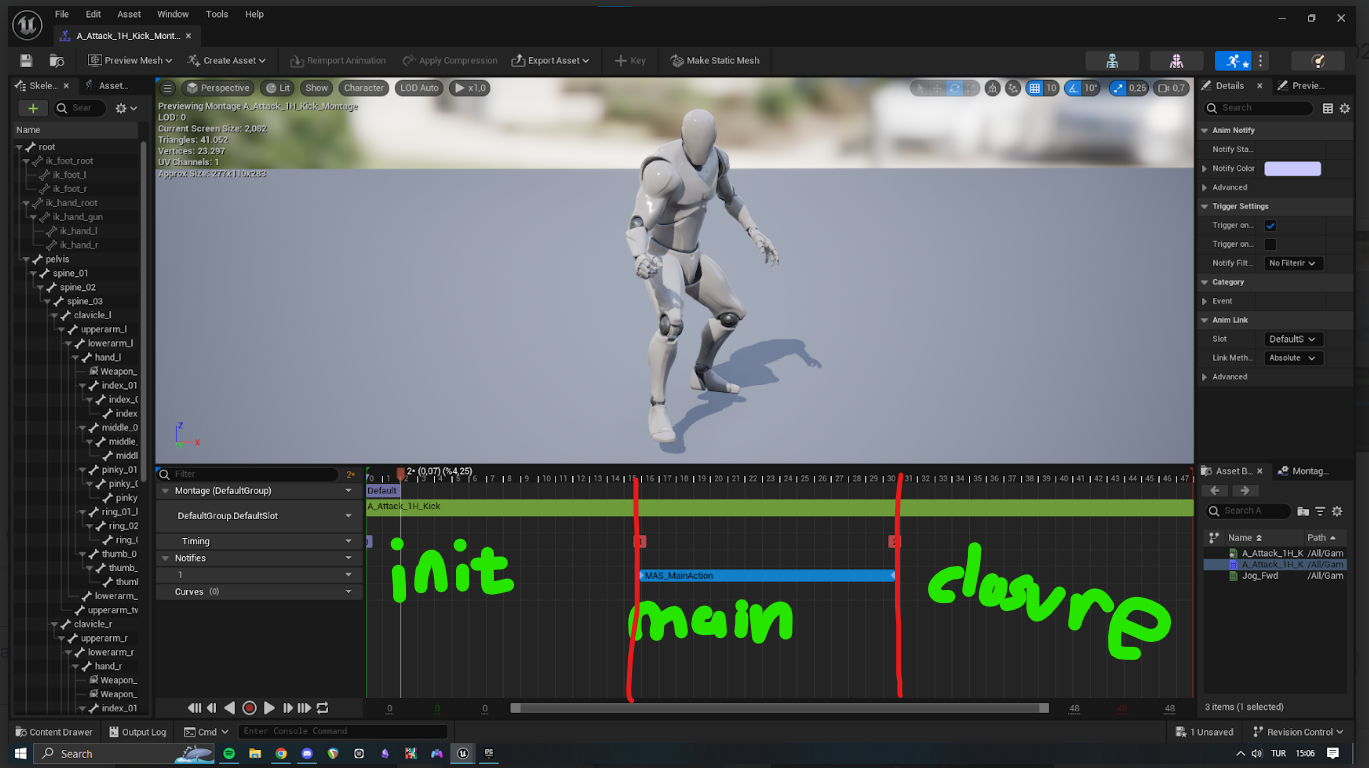 File Edit Asset Window Tools Help
A_Attack_1H_Kick_Mont...
Preview Mesh Create Asset Reimport Animation Apply Compression Export Asset + Key Make Static Mesh
Skele... Asset...
Perspective Lit Show Character LOD Auto x1,0 10 10° 0,25 0,7
Details Previe...
Sear
Search
Name
Previewing Montage A_Attack_1H_Kick_Montage
LOD: 0
Current Screen Size: 2,082
Triangles: 41.052
Vertices: 23.297
UV Channels: 1
Approx Size: 277x110x283
root
ik_foot_root
ik_foot_l
ik_foot_r
ik_hand_root
ik_hand_gun
ik_hand_l
ik_hand_r
pelvis
spine_01
spine_02
spine_03
clavicle_l
upperarm_l
lowerarm_l
hand_l
Weapon_
index_01
index_0
index
middle_0
middle_
middl
pinky_01
pinky_0
pinky
ring_01_l
ring_02
ring_0
thumb_0
thumb_
thuml
lowerarm_
upperarm_tw
clavicle_r
upperarm_r
lowerarm_r
hand_r
Weapon_
Weapon_
index_01
Anim Notify
Notify Sta...
Notify Color
Advanced
Trigger Settings
Trigger on...
Trigger on...
Notify Filt... No Filterir
Category
Event
Anim Link
Slot DefaultS
Link Meth... Absolute
Advanced
Z
X
Filter 2*
2* (0,07) (%4,25)
0 1 2 3 4 5 6 7 8 9 10 11 12 13 14 15 16 17 18 19 20 21 22 23 24 25 26 27 28 29 30 31 32 33 34 35 36 37 38 39 40 41 42 43 44 45 46 47
Montage (DefaultGroup)
Default
DefaultGroup.DefaultSlot
A_Attack_1H_Kick
Timing
Notifies
1
MAS_MainAction
Curves (0)
init
main
closure
0 0 0 48 48 48
Asset B... Montag...
Search A
Name Path
A_Attack_1H_K /All/Gam
A_Attack_1H_K /All/Gam
Jog_Fwd /All/Gam
3 items (1 selected)
Content Drawer Output Log Cmd Enter Console Command 1 Unsaved Revision Control
Search TUR 15:06